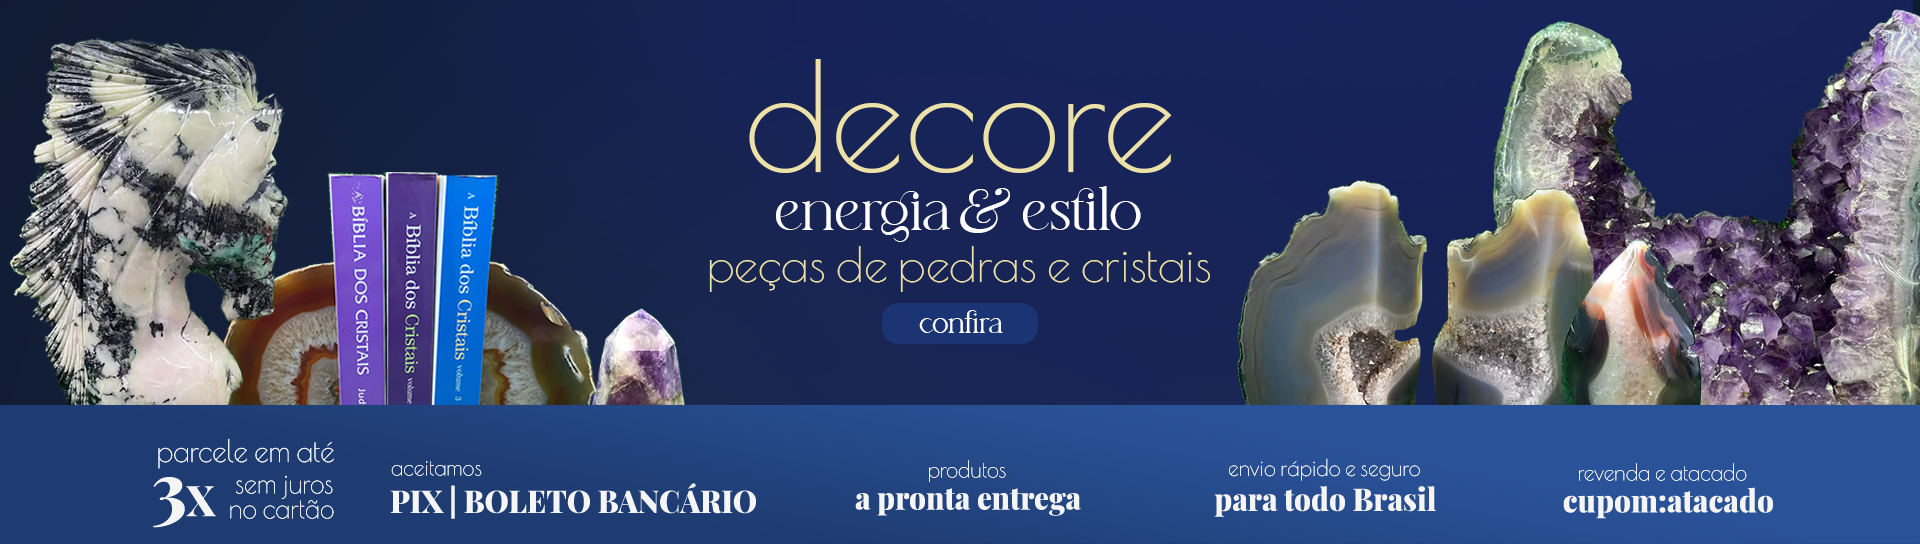 decore
energia & estilo
peças de pedras e cristais
confira
A BÍBLIA DOS CRISTAIS Jud
A Bíblia dos Cristais volume
A Bíblia dos Cristais volume 3
parcele em até
3x sem juros
no cartão
aceitamos
PIX | BOLETO BANCÁRIO
produtos
a pronta entrega
envio rápido e seguro
para todo Brasil
revenda e atacado
cupom:atacado